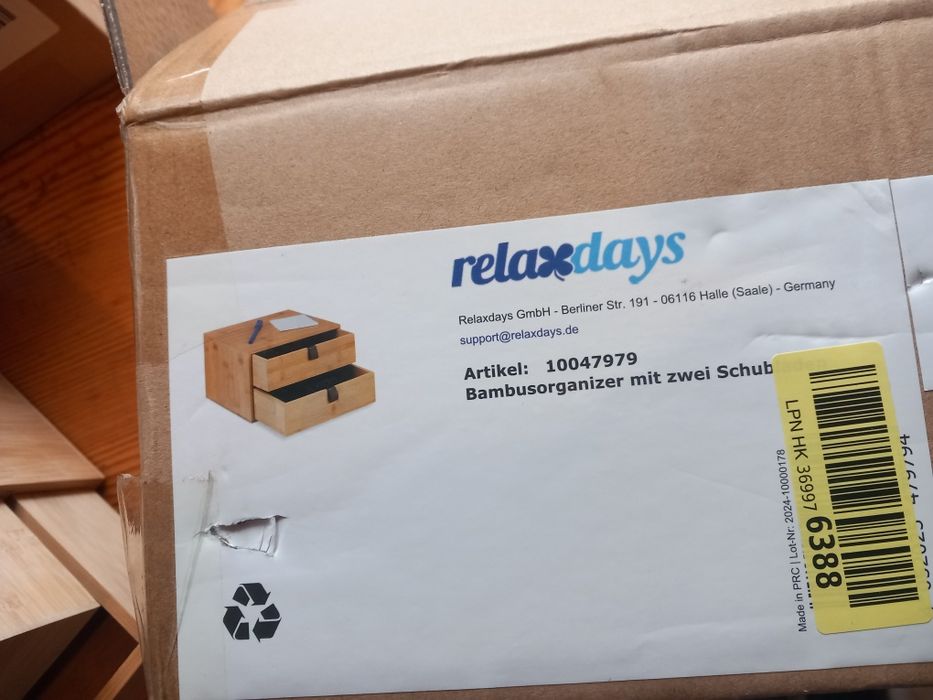 relaxdays
Relaxdays GmbH - Berliner Str. 191 - 06116 Halle (Saale) - Germany
support@relaxdays.de
Artikel: 10047979
Bambusorganizer mit zwei Schub
Made in PRC | Lot-Nr: 2024-10000178
LPN HK 36997 6388